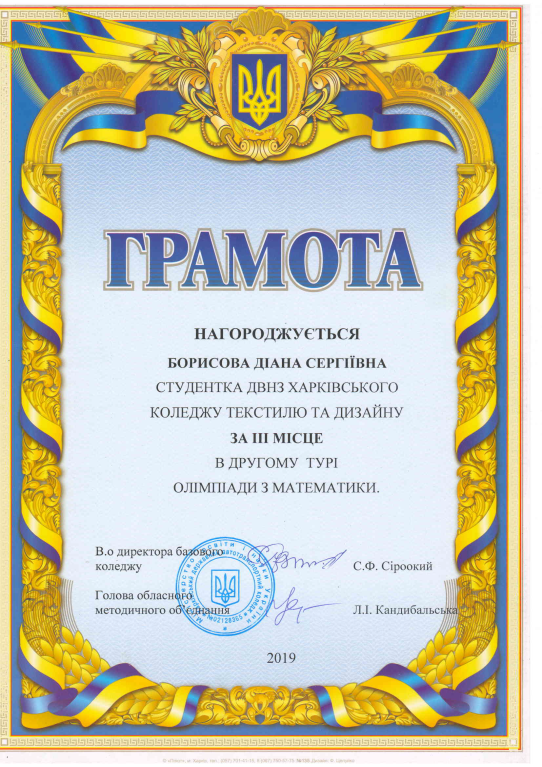 ГРАМОТА
НАГОРОДЖУЄТЬСЯ
БОРИСОВА ДІАНА СЕРГІЇВНА
СТУДЕНТКА ДВНЗ ХАРКІВСЬКОГО
КОЛЕДЖУ ТЕКСТИЛЮ ТА ДИЗАЙНУ
ЗА ІІІ МІСЦЕ
В ДРУГОМУ ТУРІ
ОЛІМПІАДИ З МАТЕМАТИКИ.
В.о директора базового
коледжу С.Ф. Сіроокий
Голова обласного
методичного об'єднання Л.І. Кандибальська
2019